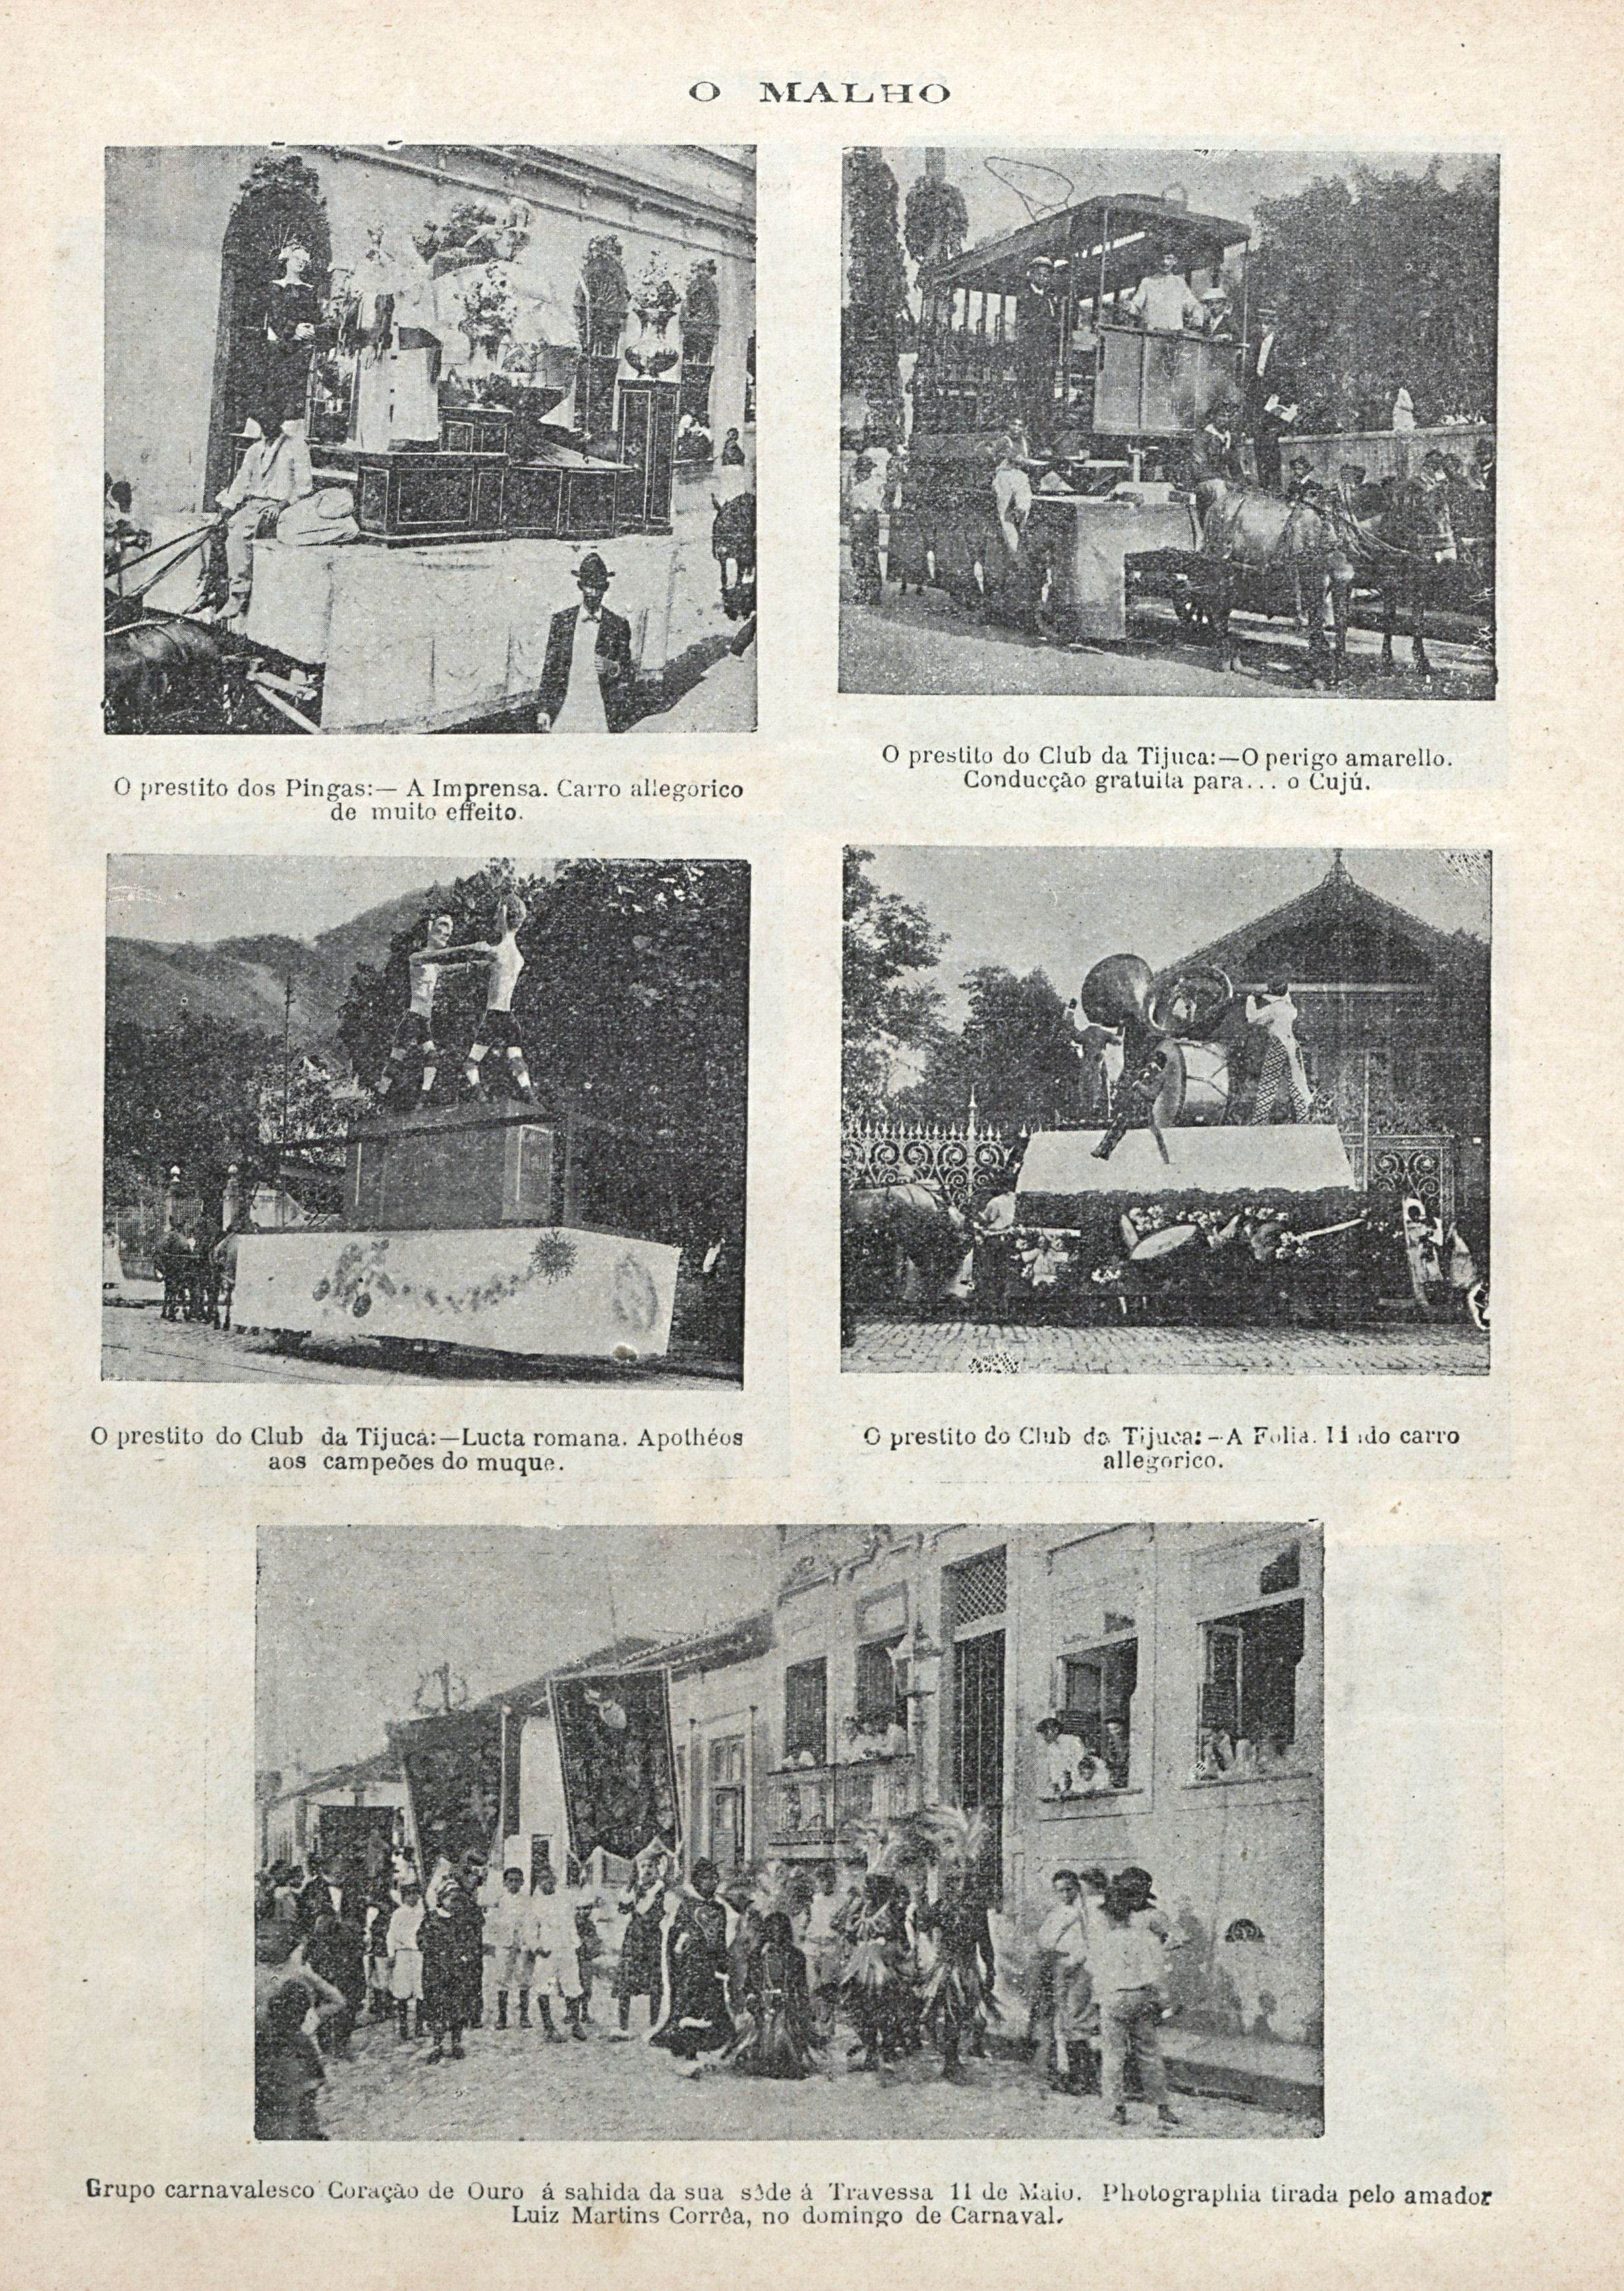 O MALHO
O prestito dos Pingas:— A Imprensa. Carro allegorico
de muito effeito.
O prestito do Club da Tijuca:—O perigo amarello.
Conducção gratuita para... o Cujú.
O prestito do Club da Tijuca:—Lucta romana. Apothéos
aos campeões do muque.
O prestito do Club da Tijuca:—A Folia. Lindo carro
allegorico.
Grupo carnavalesco Coração de Ouro á sahida da sua séde á Travessa 11 de Maio. Photographia tirada pelo amador
Luiz Martins Corrêa, no domingo de Carnaval.